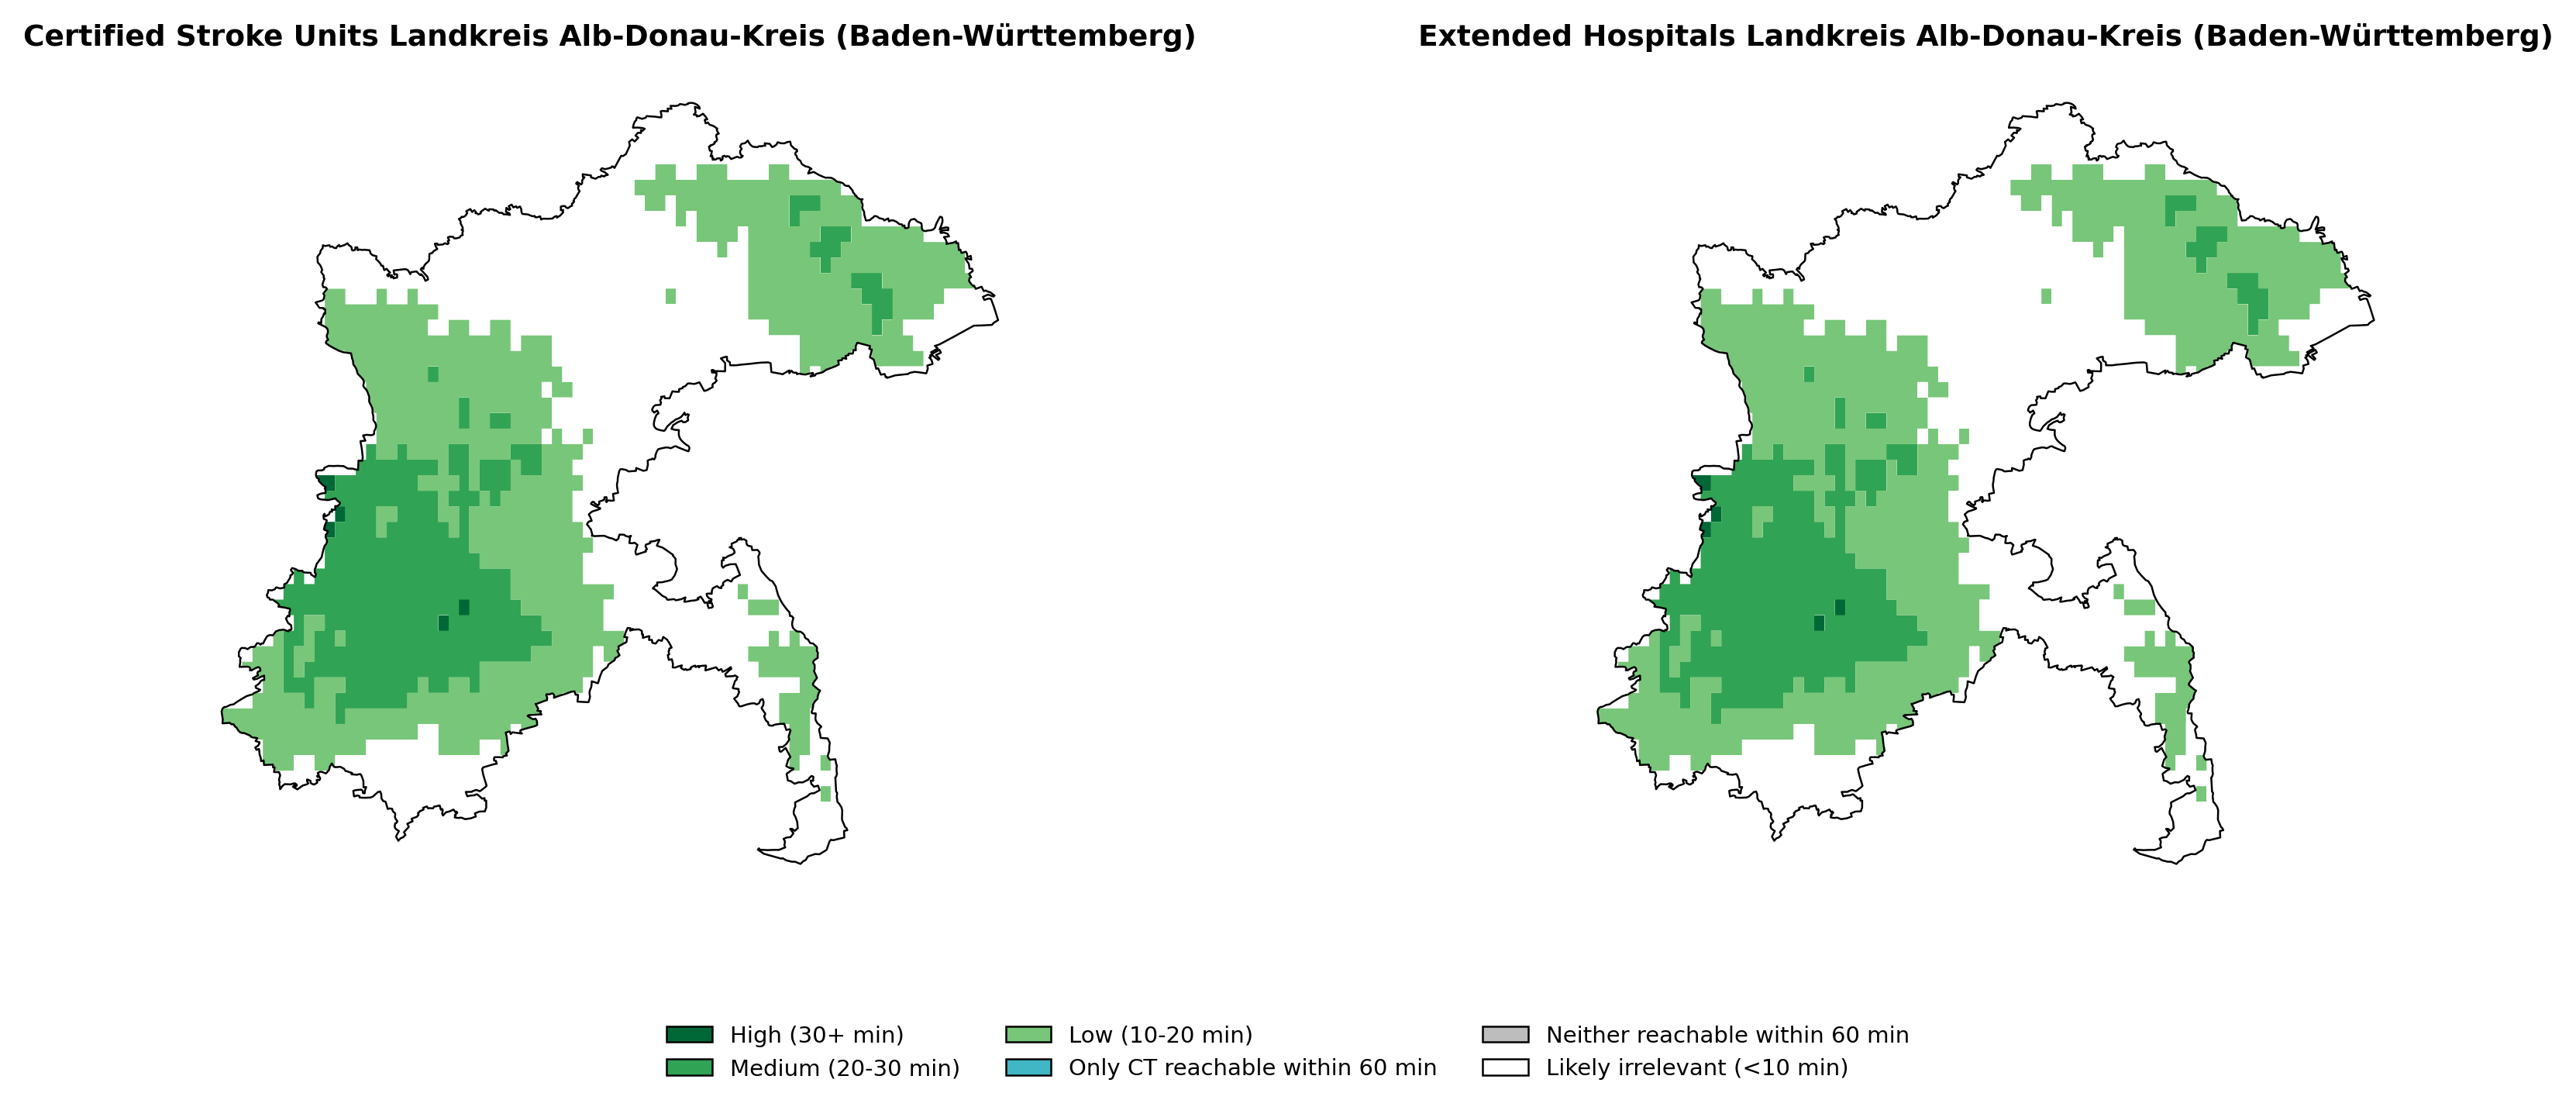 Certified Stroke Units Landkreis Alb-Donau-Kreis (Baden-Württemberg)
Extended Hospitals Landkreis Alb-Donau-Kreis (Baden-Württemberg)
High (30+ min)
Medium (20-30 min)
Low (10-20 min)
Only CT reachable within 60 min
Neither reachable within 60 min
Likely irrelevant (<10 min)